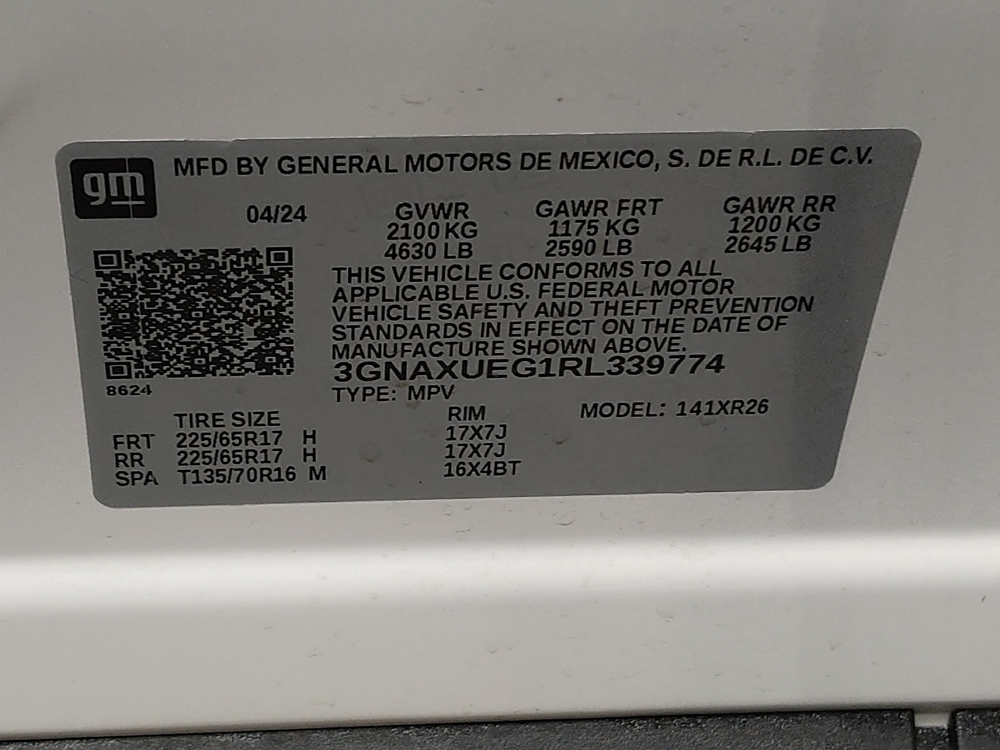 gm
MFD BY GENERAL MOTORS DE MEXICO, S. DE R.L. DE C.V.
04/24 GVWR GAWR FRT GAWR RR
2100 KG 1175 KG 1200 KG
4630 LB 2590 LB 2645 LB
THIS VEHICLE CONFORMS TO ALL
APPLICABLE U.S. FEDERAL MOTOR
VEHICLE SAFETY AND THEFT PREVENTION
STANDARDS IN EFFECT ON THE DATE OF
MANUFACTURE SHOWN ABOVE.
3GNAXUEG1RL339774
8624
TYPE: MPV
TIRE SIZE RIM MODEL: 141XR26
FRT 225/65R17 H 17X7J
RR 225/65R17 H 17X7J
SPA T135/70R16 M 16X4BT